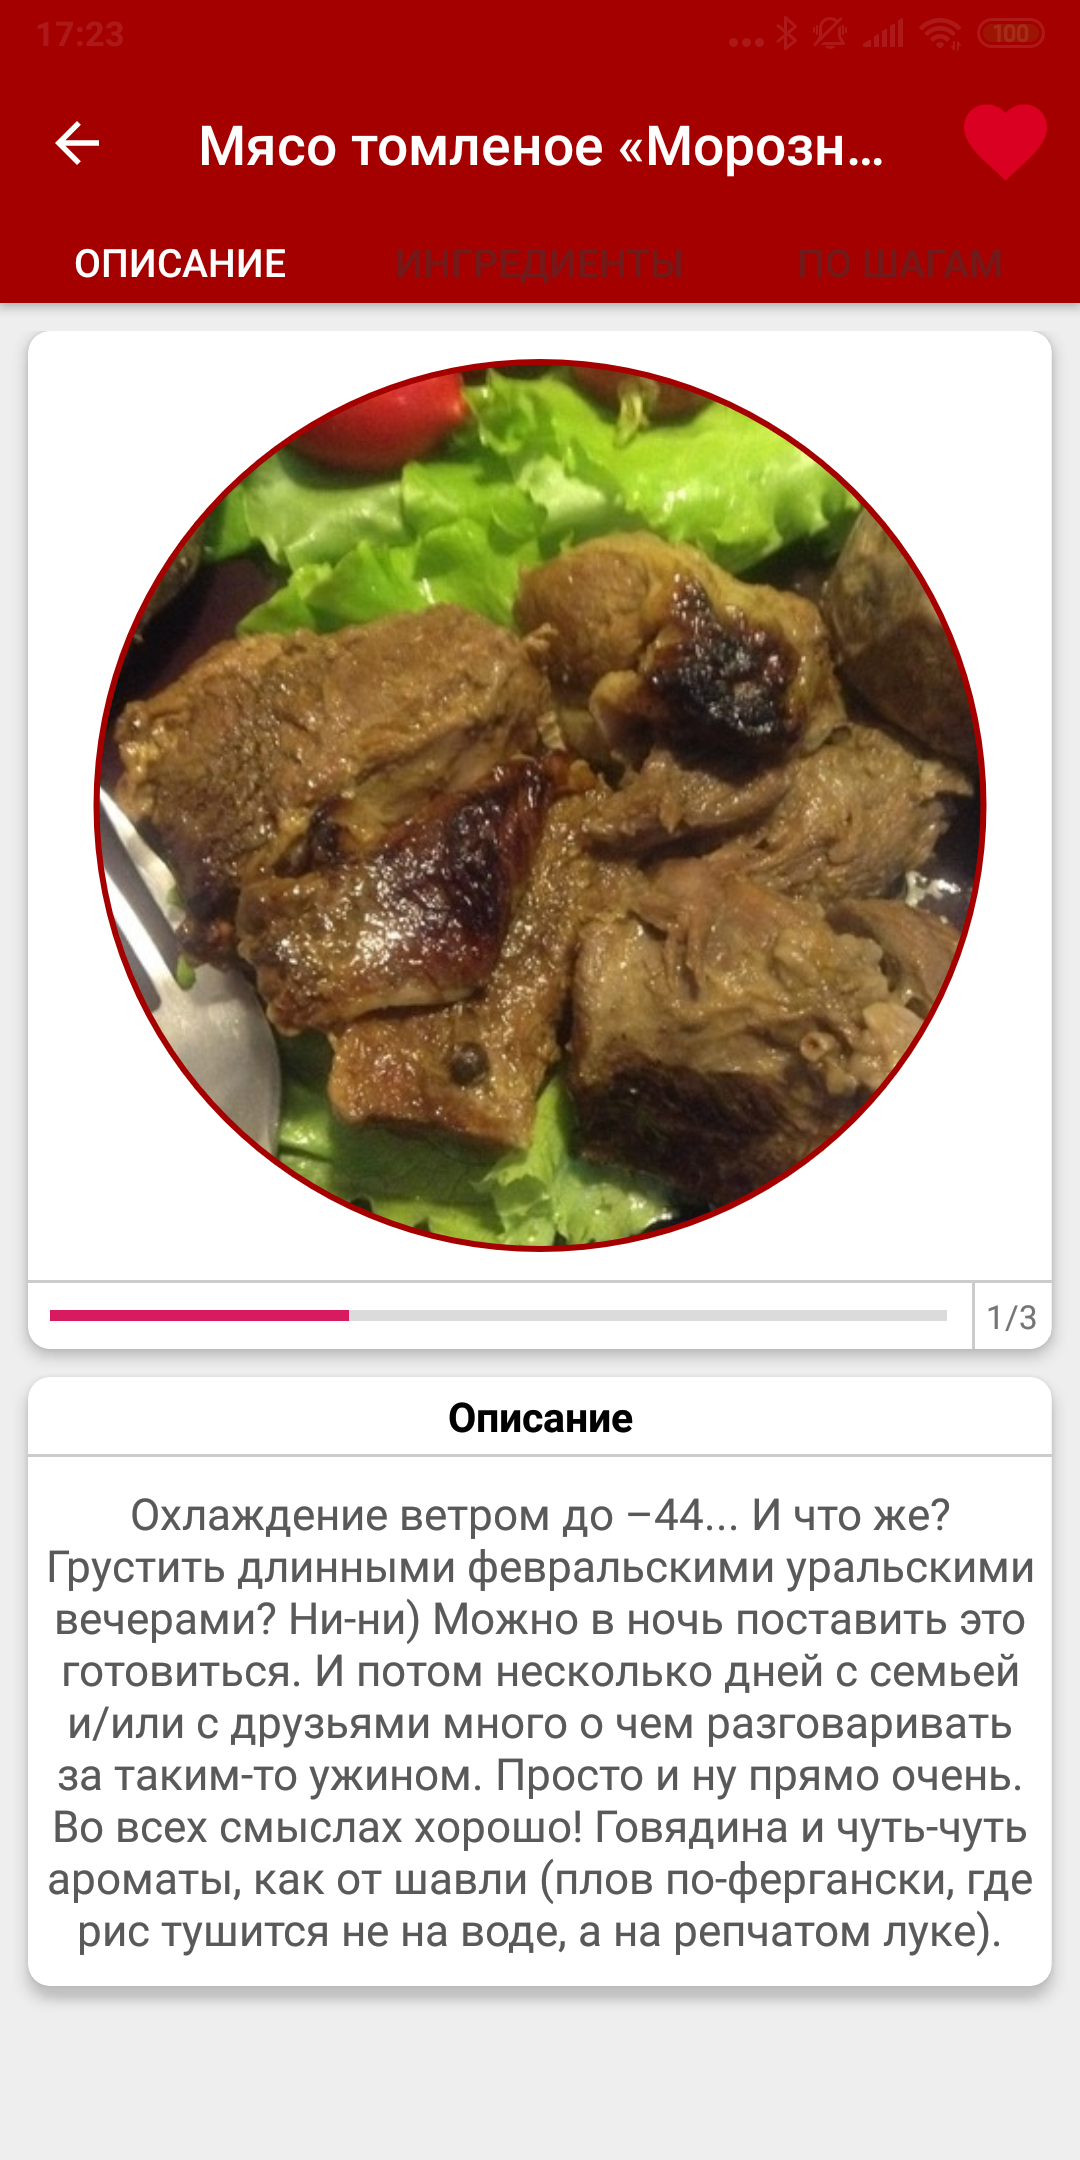 17:23
100
Мясо томленое «Морозн...
ОПИСАНИЕ ИНГРЕДИЕНТЫ ПО ШАГАМ
1/3
Описание
Охлаждение ветром до –44... И что же?
Грустить длинными февральскими уральскими
вечерами? Ни-ни) Можно в ночь поставить это
готовиться. И потом несколько дней с семьей
и/или с друзьями много о чем разговаривать
за таким-то ужином. Просто и ну прямо очень.
Во всех смыслах хорошо! Говядина и чуть-чуть
ароматы, как от шавли (плов по-фергански, где
рис тушится не на воде, а на репчатом луке).